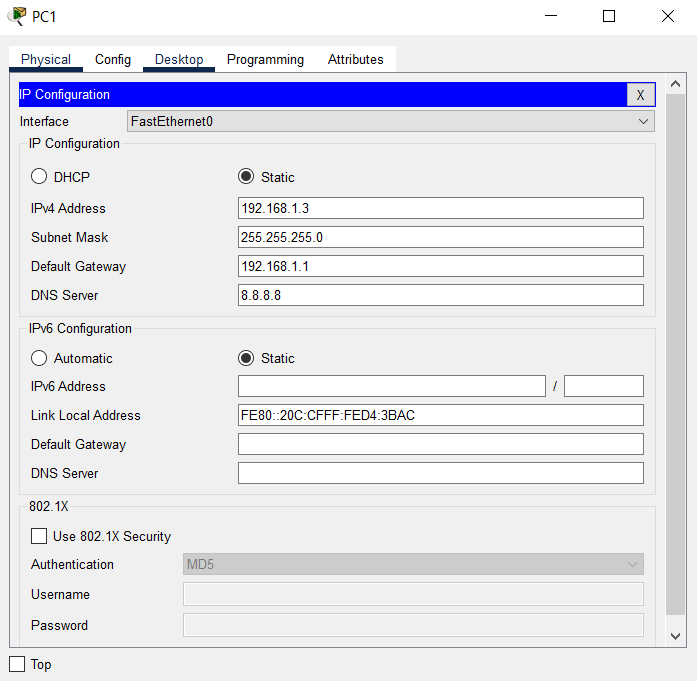 PC1
Physical Config Desktop Programming Attributes
IP Configuration X
Interface FastEthernet0
IP Configuration
DHCP Static
IPv4 Address 192.168.1.3
Subnet Mask 255.255.255.0
Default Gateway 192.168.1.1
DNS Server 8.8.8.8
IPv6 Configuration
Automatic Static
IPv6 Address /
Link Local Address FE80::20C:CFFF:FED4:3BAC
Default Gateway
DNS Server
802.1X
Use 802.1X Security
Authentication MD5
Username
Password
Top